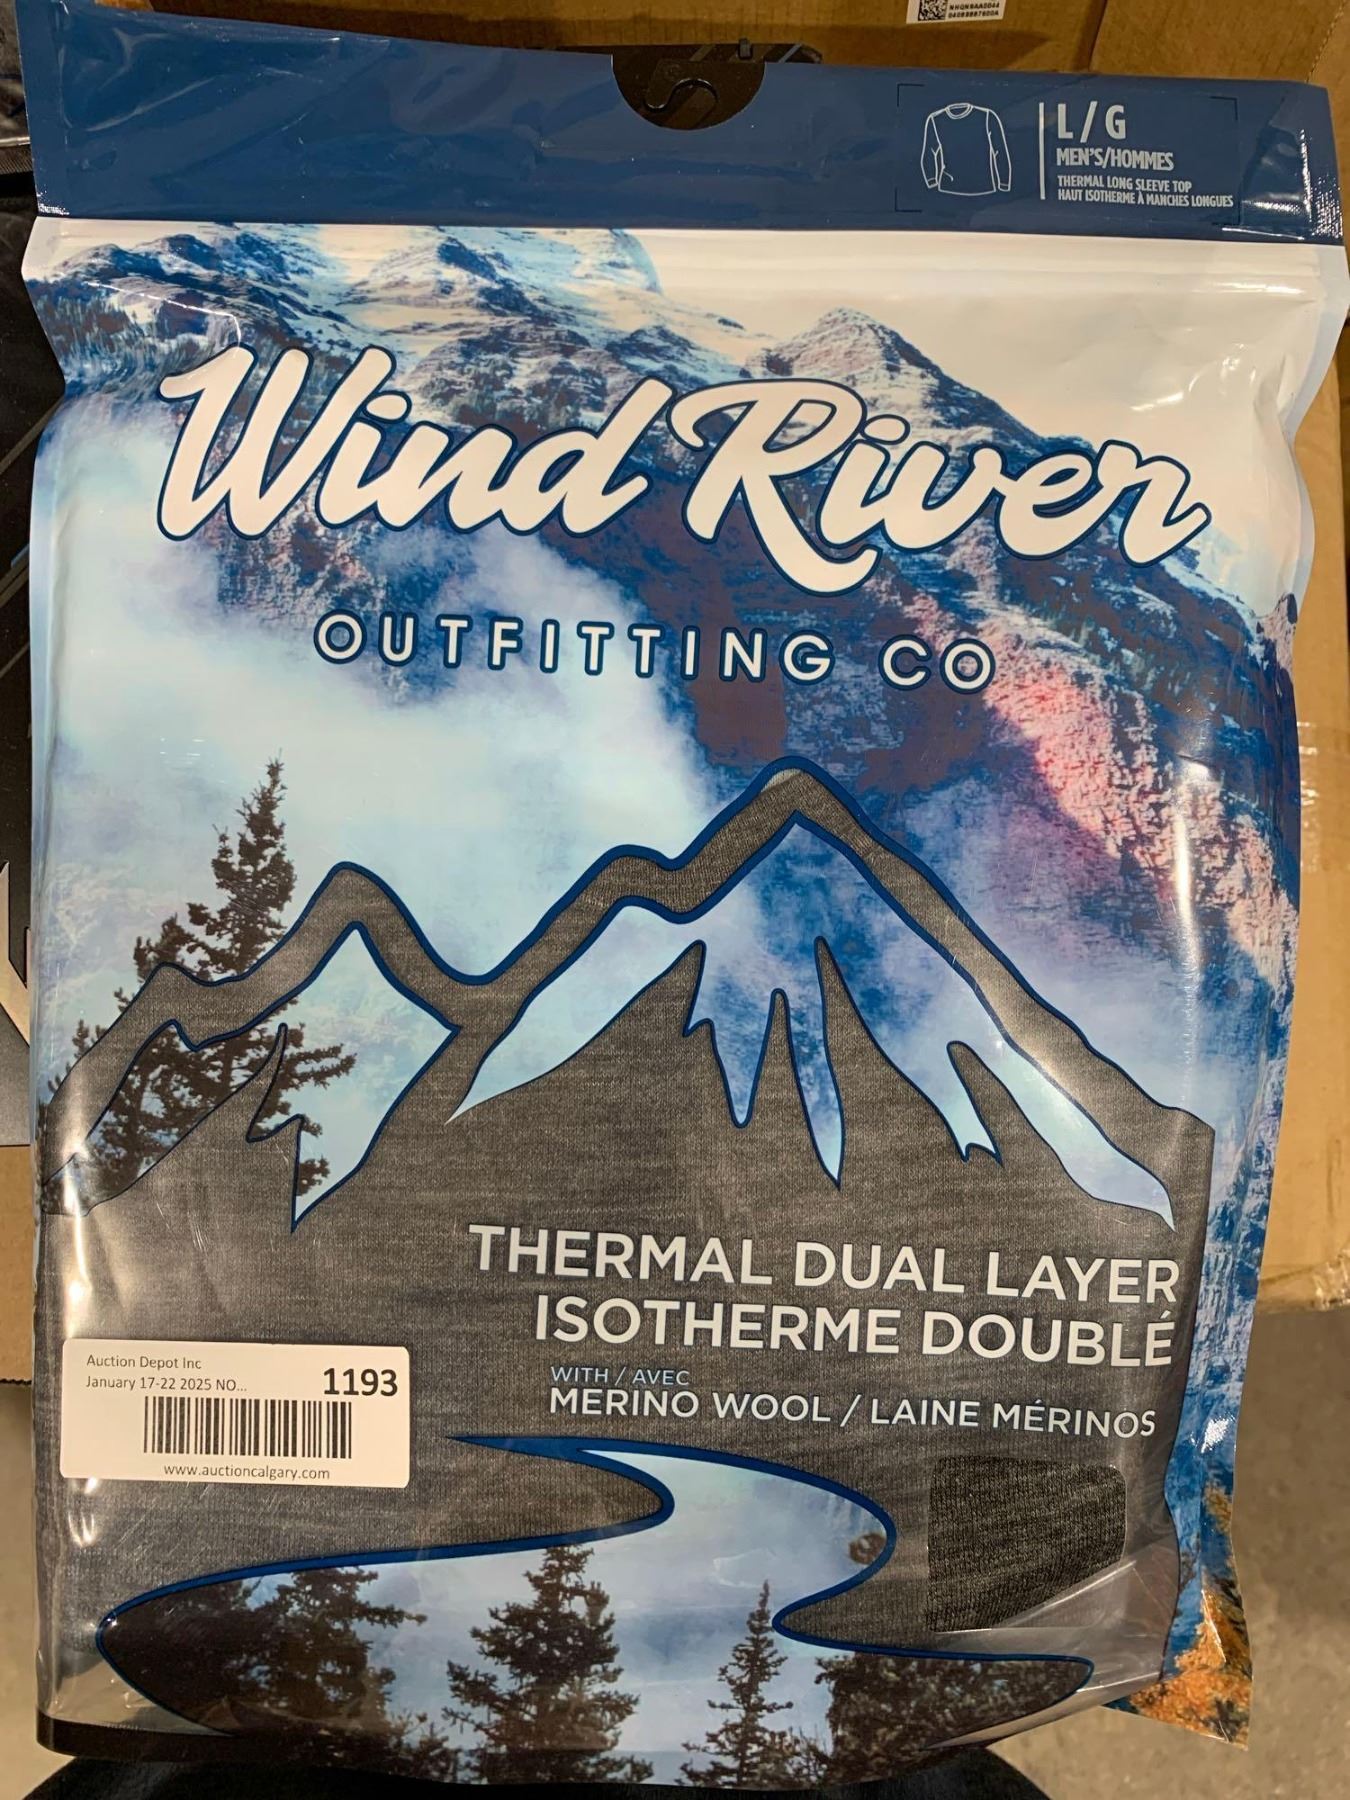 NHQN9AA0044
L/G
MEN'S/HOMMES
THERMAL LONG SLEEVE TOP
HAUT ISOTHERME À MANCHES LONGUES
Wind River
OUTFITTING CO
THERMAL DUAL LAYER
ISOTHERME DOUBLÉ
WITH / AVEC
MERINO WOOL / LAINE MÉRINOS
Auction Depot Inc
January 17-22 2025 NO...
1193
www.auctioncalgary.com